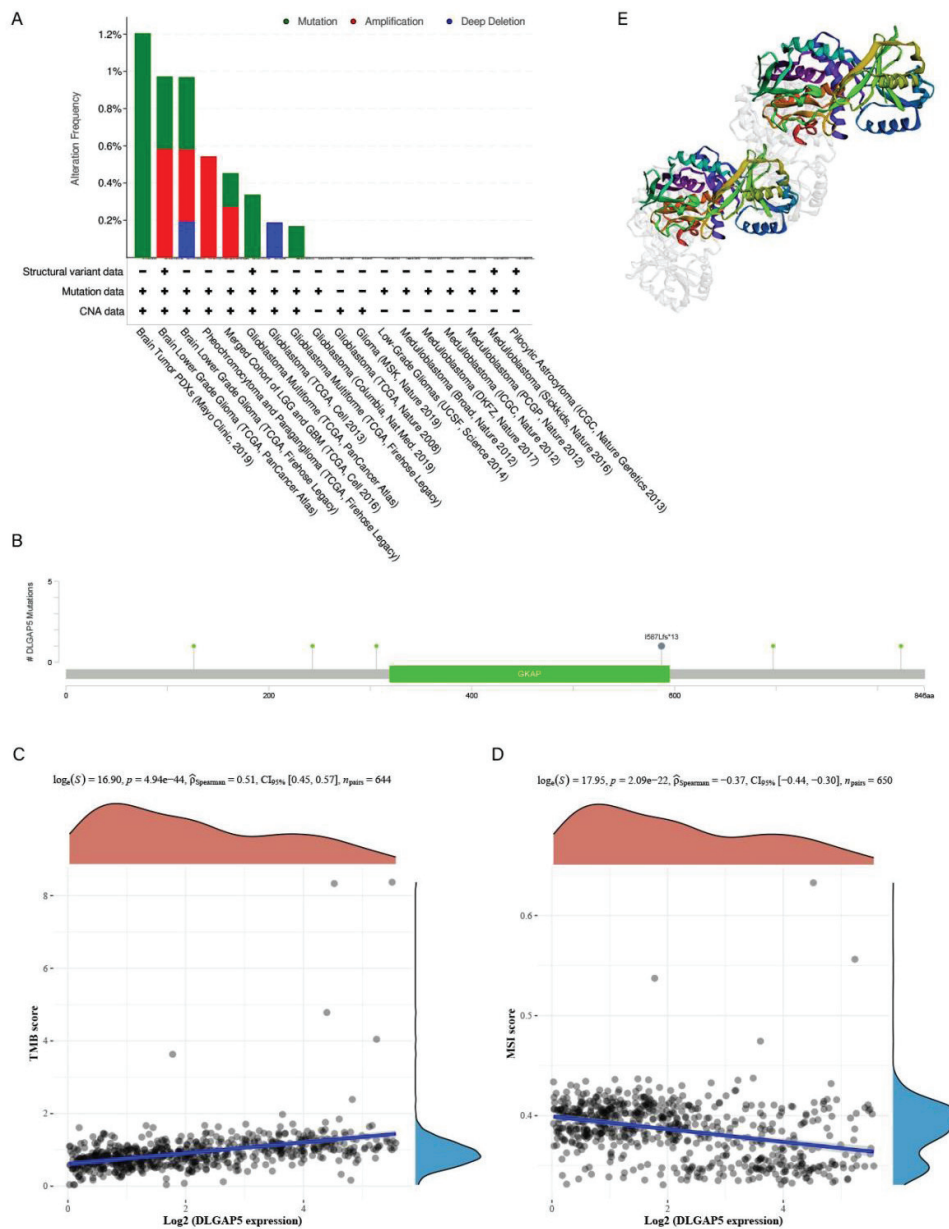 A
Mutation
Amplification
Deep Deletion
E
1.2%
1%
0.8%
0.6%
0.4%
0.2%
Alteration Frequency
Structural variant data
Mutation data
CNA data
Brain Tumor PDXs (Mayo Clinic, 2019)
Brain Lower Grade Glioma (TCGA, PanCancer Atlas)
Brain Lower Grade Glioma (TCGA, Firehose Legacy)
Pheochromocytoma and Paraganglioma (TCGA, Firehose Legacy)
Merged Cohort of LGG and GBM (TCGA, Cell 2016)
Glioblastoma Multiforme (TCGA, PanCancer Atlas)
Glioblastoma (TCGA, Cell 2013)
Glioblastoma Multiforme (TCGA, Firehose Legacy)
Glioblastoma (Columbia, Nat Med. 2019)
Glioblastoma (TCGA, Nature 2008)
Glioma (MSK, Nature 2019)
Low-Grade Gliomas (UCSF, Science 2014)
Medulloblastoma (Broad, Nature 2012)
Medulloblastoma (DKFZ, Nature 2017)
Medulloblastoma (ICGC, Nature 2012)
Medulloblastoma (PCGP, Nature 2012)
Medulloblastoma (Sickkids, Nature 2016)
Pilocytic Astrocytoma (ICGC, Nature Genetics 2013)
B
# DLGAP5 Mutations
5
0
I587Lfs*13
GKAP
0 200 400 600 846aa
C
logₑ(S) = 16.90, p = 4.94e−44, ρ̂Spearman = 0.51, CI95% [0.45, 0.57], npairs = 644
TMB score
8
6
4
2
0
0 2 4
Log2 (DLGAP5 expression)
D
logₑ(S) = 17.95, p = 2.09e−22, ρ̂Spearman = −0.37, CI95% [−0.44, −0.30], npairs = 650
MSI score
0.6
0.5
0.4
0 2 4
Log2 (DLGAP5 expression)